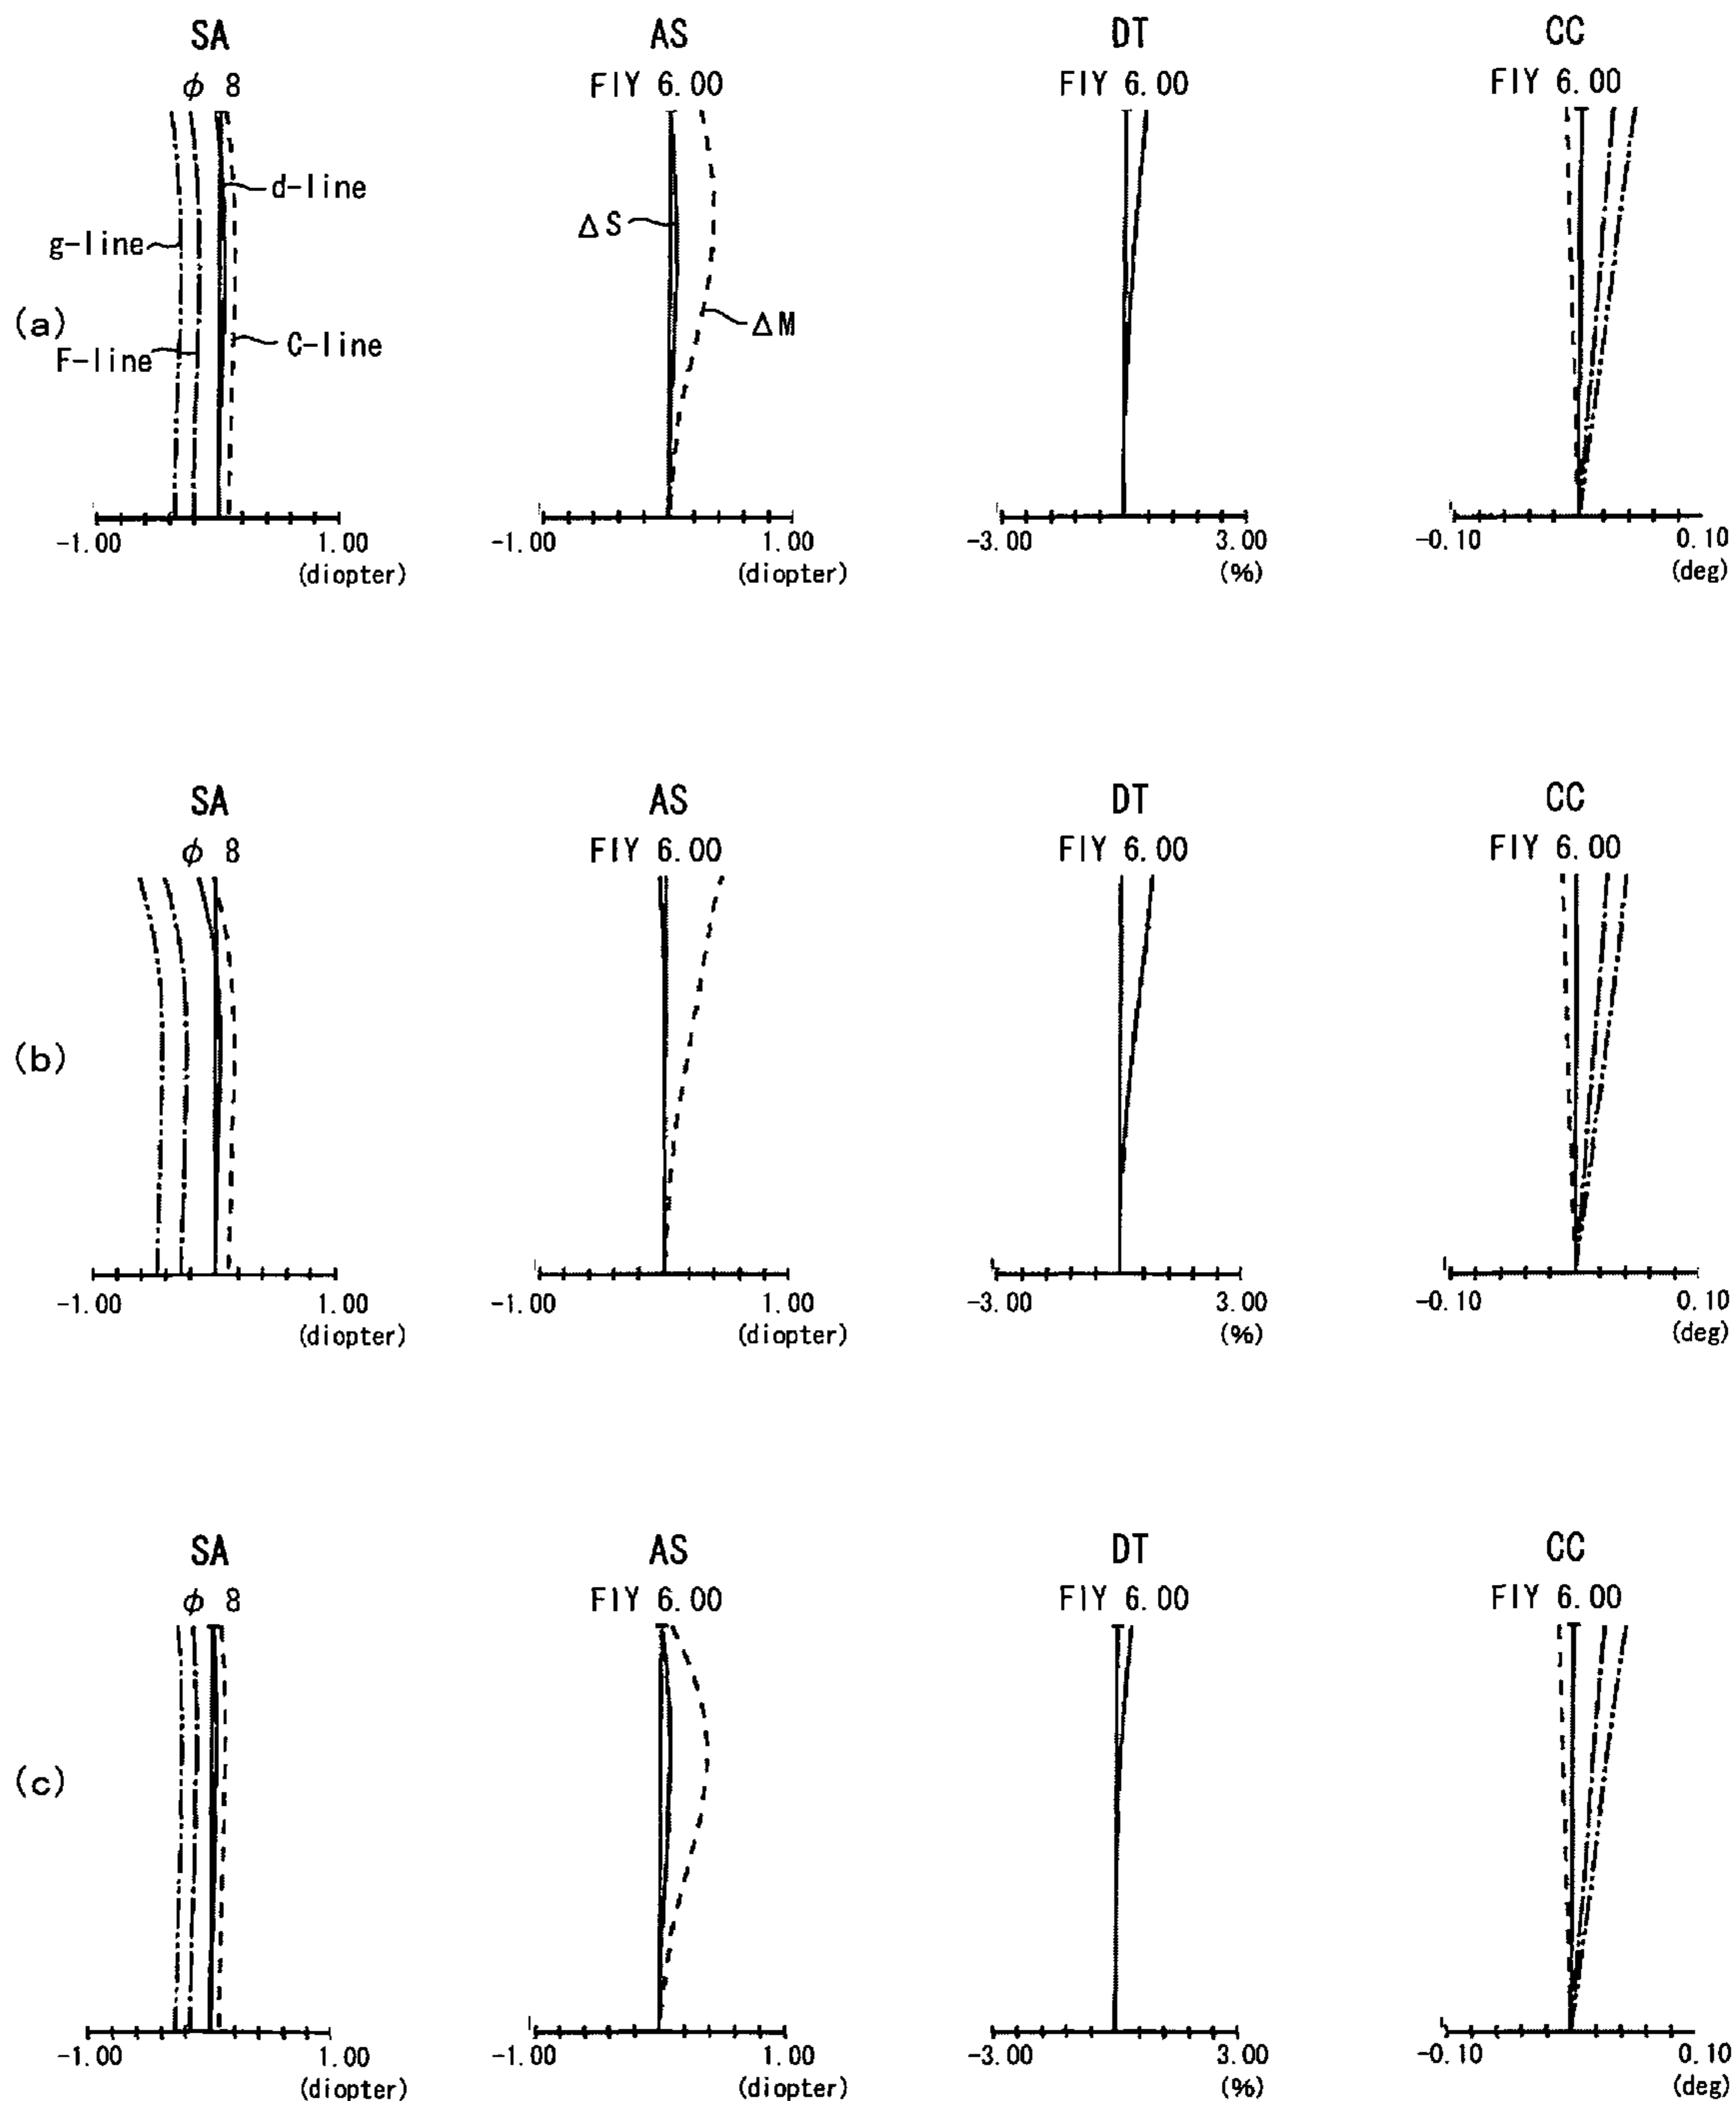 SA AS DT CC
φ 8 FIY 6.00 FIY 6.00 FIY 6.00
d-line
ΔS
g-line
(a)
ΔM
F-line C-line
-1.00 1.00 -1.00 1.00 -3.00 3.00 -0.10 0.10
(diopter) (diopter) (%) (deg)
SA AS DT CC
φ 8 FIY 6.00 FIY 6.00 FIY 6.00
(b)
-1.00 1.00 -1.00 1.00 -3.00 3.00 -0.10 0.10
(diopter) (diopter) (%) (deg)
SA AS DT CC
φ 8 FIY 6.00 FIY 6.00 FIY 6.00
(c)
-1.00 1.00 -1.00 1.00 -3.00 3.00 -0.10 0.10
(diopter) (diopter) (%) (deg)